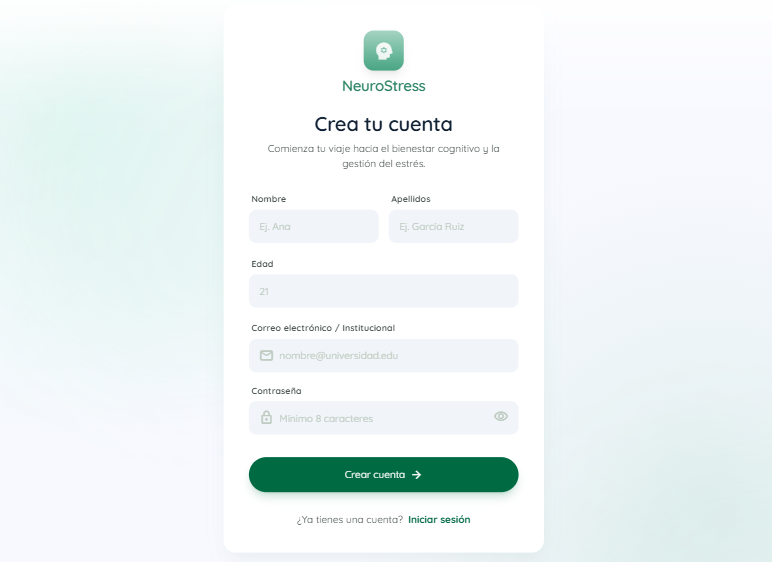 NeuroStress
Crea tu cuenta
Comienza tu viaje hacia el bienestar cognitivo y la
gestión del estrés.
Nombre
Apellidos
Ej. Ana
Ej. García Ruiz
Edad
21
Correo electrónico / Institucional
nombre@universidad.edu
Contraseña
Mínimo 8 caracteres
Crear cuenta →
¿Ya tienes una cuenta? Iniciar sesión